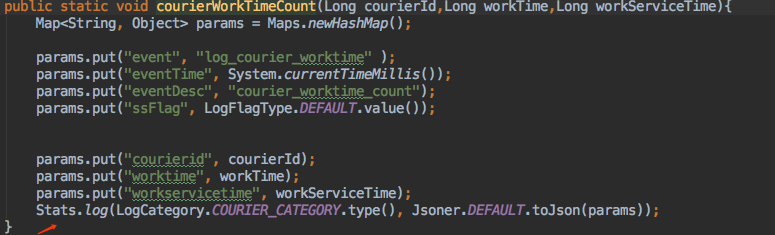 public static void courierWorkTimeCount(Long courierId,Long workTime,Long workServiceTime){
Map<String, Object> params = Maps.newHashMap();
params.put("event", "log_courier_worktime" );
params.put("eventTime", System.currentTimeMillis());
params.put("eventDesc", "courier_worktime_count");
params.put("ssFlag", LogFlagType.DEFAULT.value());
params.put("courierid", courierId);
params.put("worktime", workTime);
params.put("workservicetime", workServiceTime);
Stats.log(LogCategory.COURIER_CATEGORY.type(), Jsoner.DEFAULT.toJson(params));
}